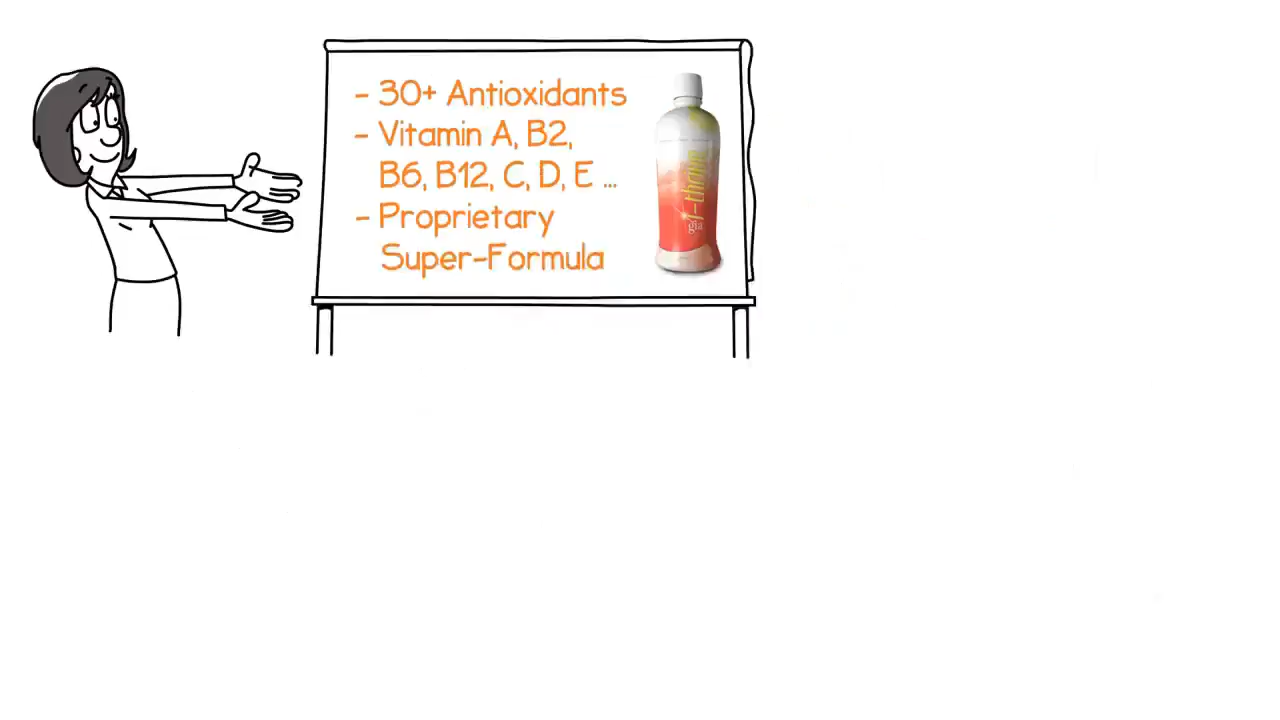 - 30+ Antioxidants
- Vitamin A, B2,
B6, B12, C, D, E ...
- Proprietary
Super-Formula